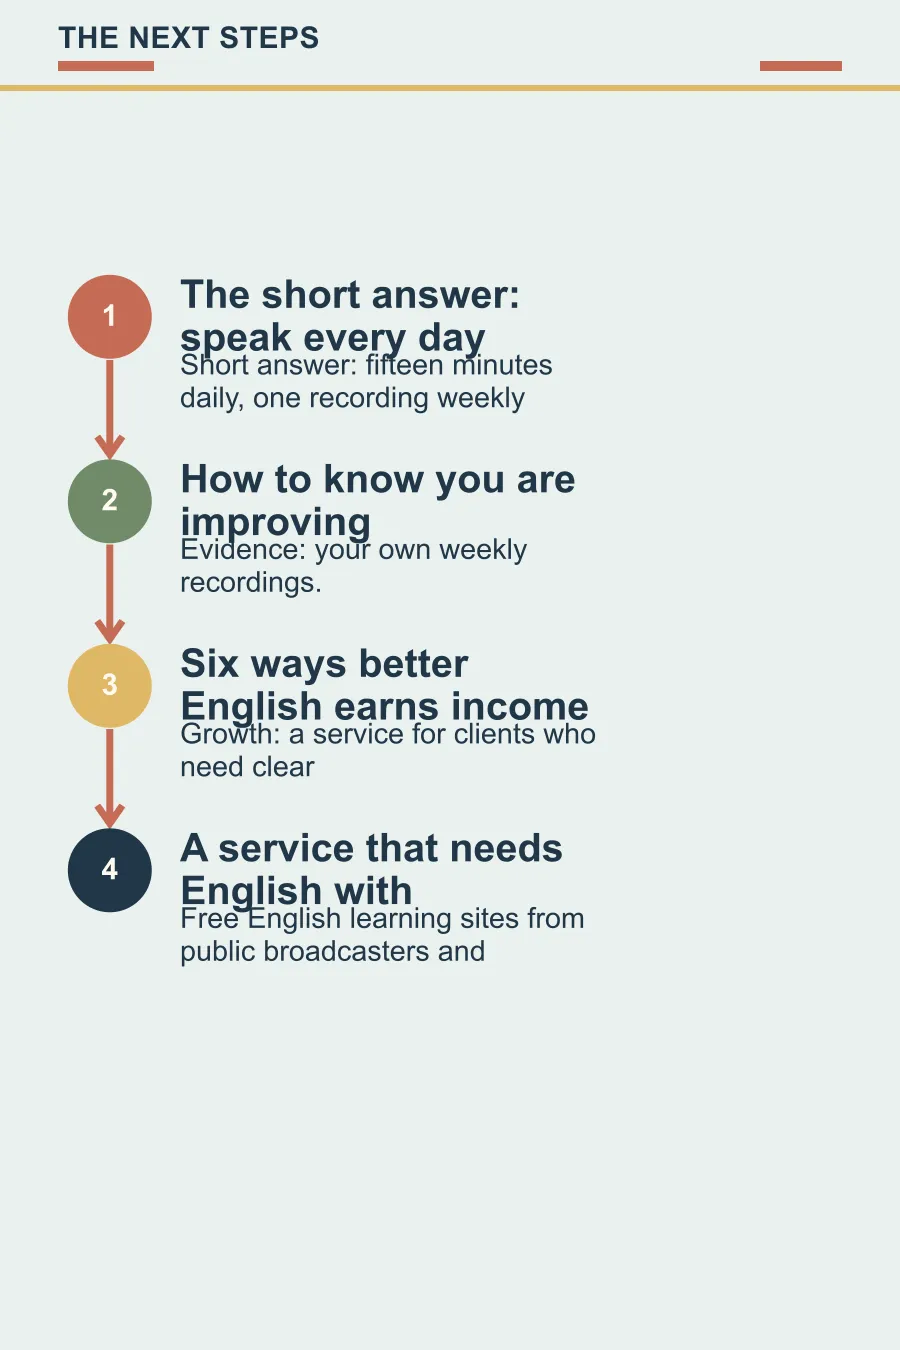 THE NEXT STEPS
1
The short answer:
speak every day
Short answer: fifteen minutes
daily, one recording weekly
2
How to know you are
improving
Evidence: your own weekly
recordings.
3
Six ways better
English earns income
Growth: a service for clients who
need clear
4
A service that needs
English with
Free English learning sites from
public broadcasters and